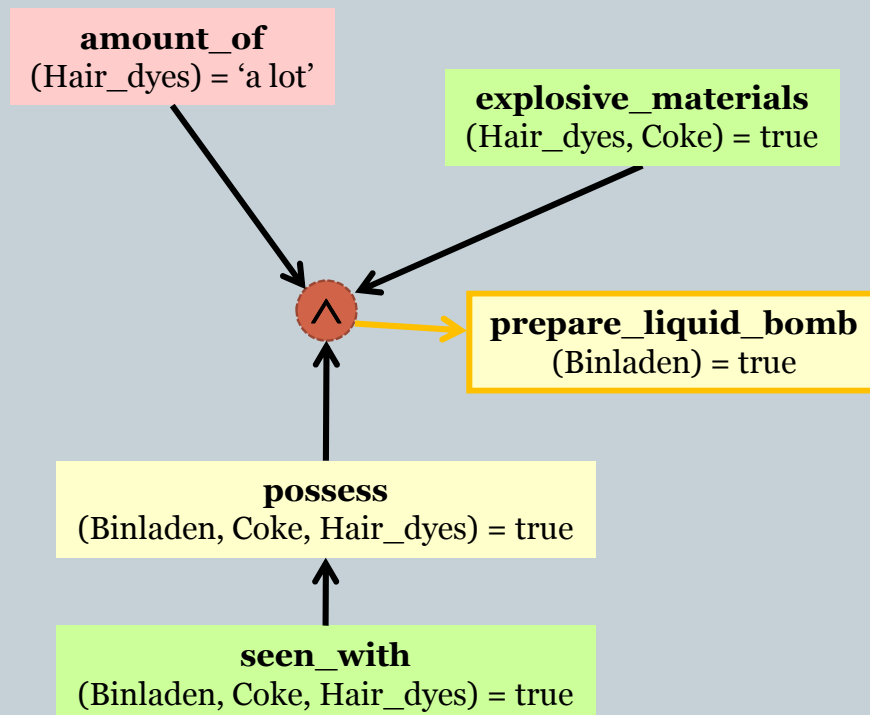 amount_of
(Hair_dyes) = ‘a lot’
explosive_materials
(Hair_dyes, Coke) = true
∧
prepare_liquid_bomb
(Binladen) = true
possess
(Binladen, Coke, Hair_dyes) = true
seen_with
(Binladen, Coke, Hair_dyes) = true